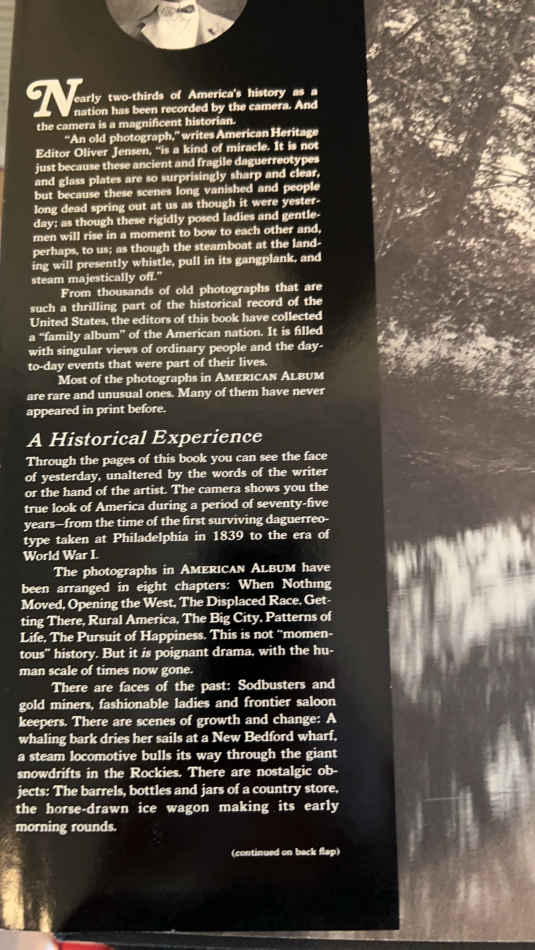 Nearly two-thirds of America's history as a
nation has been recorded by the camera. And
the camera is a magnificent historian.
"An old photograph," writes American Heritage
Editor Oliver Jensen, "is a kind of miracle. It is not
just because these ancient and fragile daguerreotypes
and glass plates are so surprisingly sharp and clear,
but because these scenes long vanished and people
long dead spring out at us as though it were yester-
day; as though these rigidly posed ladies and gentle-
men will rise in a moment to bow to each other and,
perhaps, to us; as though the steamboat at the land-
ing will presently whistle, pull in its gangplank, and
steam majestically off."
From thousands of old photographs that are
such a thrilling part of the historical record of the
United States, the editors of this book have collected
a "family album" of the American nation. It is filled
with singular views of ordinary people and the day-
to-day events that were part of their lives.
Most of the photographs in AMERICAN ALBUM
are rare and unusual ones. Many of them have never
appeared in print before.
A Historical Experience
Through the pages of this book you can see the face
of yesterday, unaltered by the words of the writer
or the hand of the artist. The camera shows you the
true look of America during a period of seventy-five
years—from the time of the first surviving daguerreo-
type taken at Philadelphia in 1839 to the era of
World War I.
The photographs in AMERICAN ALBUM have
been arranged in eight chapters: When Nothing
Moved, Opening the West, The Displaced Race, Get-
ting There, Rural America, The Big City, Patterns of
Life, The Pursuit of Happiness. This is not "momen-
tous" history. But it is poignant drama, with the hu-
man scale of times now gone.
There are faces of the past: Sodbusters and
gold miners, fashionable ladies and frontier saloon
keepers. There are scenes of growth and change: A
whaling bark dries her sails at a New Bedford wharf,
a steam locomotive bulls its way through the giant
snowdrifts in the Rockies. There are nostalgic ob-
jects: The barrels, bottles and jars of a country store,
the horse-drawn ice wagon making its early
morning rounds.
(continued on back flap)